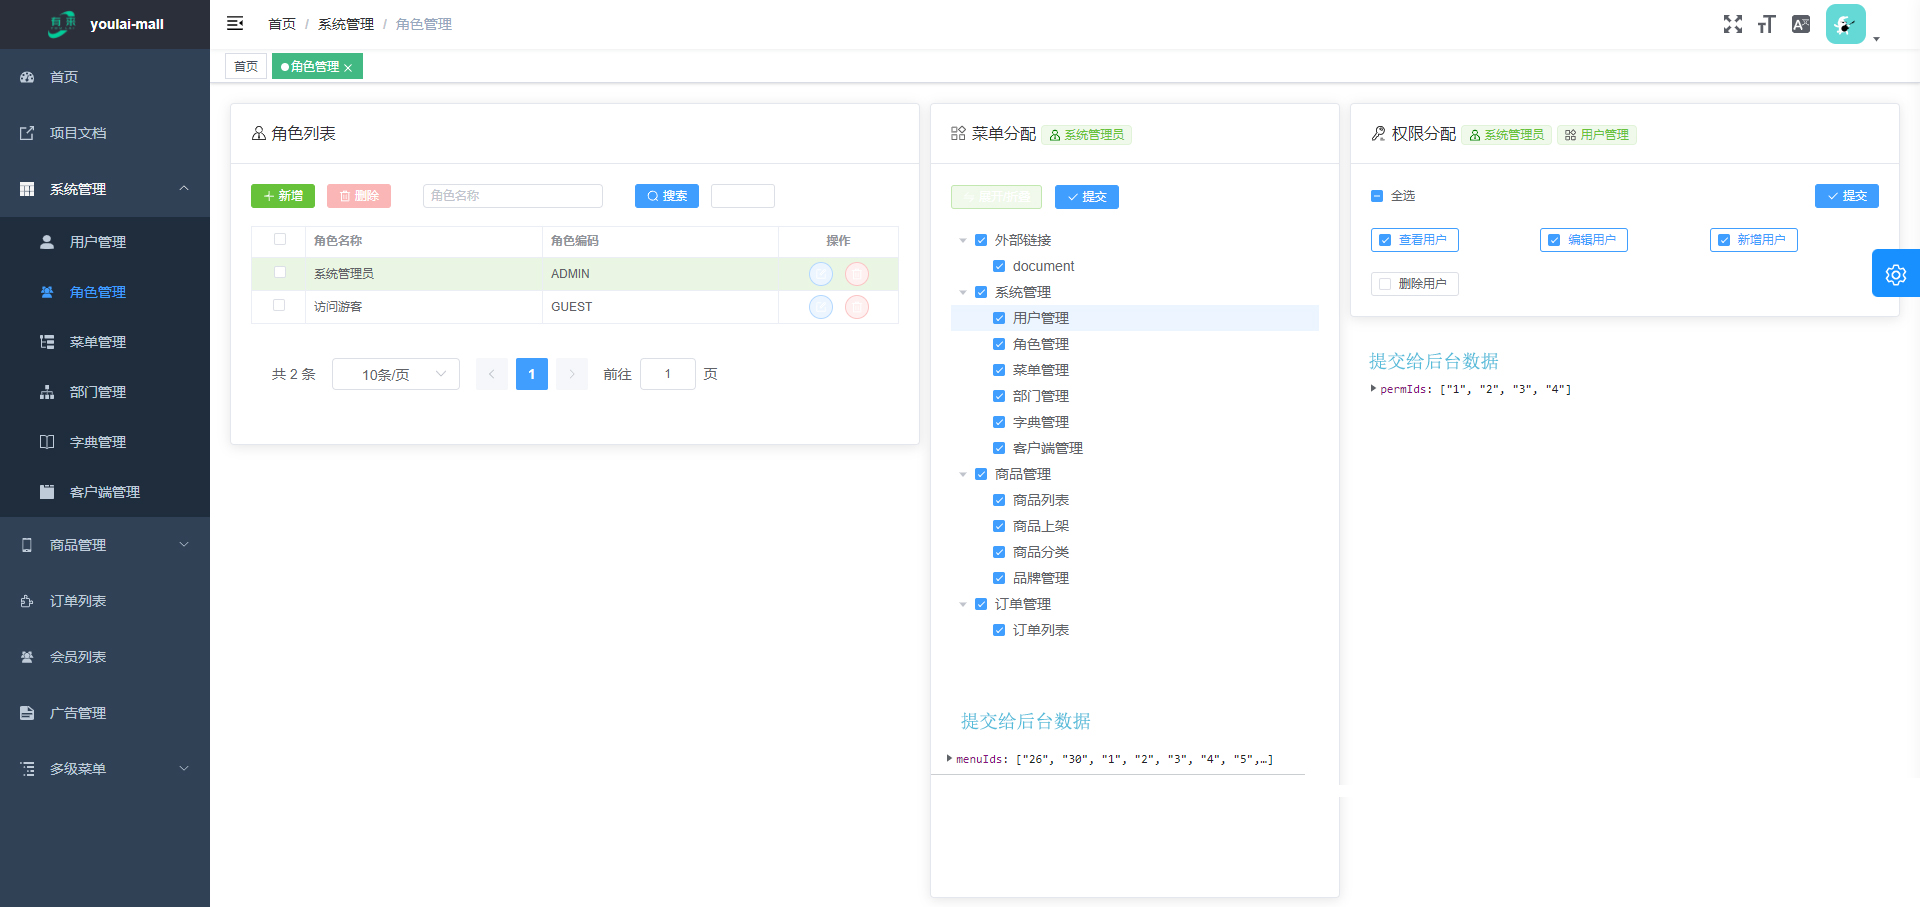 youlai-mall
首页 / 系统管理 / 角色管理
首页
角色管理 ×
首页
项目文档
系统管理
用户管理
角色管理
菜单管理
部门管理
字典管理
客户端管理
商品管理
订单列表
会员列表
广告管理
多级菜单
角色列表
新增
删除
角色名称
搜索
角色名称 角色编码 操作
系统管理员 ADMIN
访问游客 GUEST
共 2 条
10条/页
1
前往 1 页
菜单分配 系统管理员
展开/折叠
提交
外部链接
document
系统管理
用户管理
角色管理
菜单管理
部门管理
字典管理
客户端管理
商品管理
商品列表
商品上架
商品分类
品牌管理
订单管理
订单列表
提交给后台数据
menuIds: ["26", "30", "1", "2", "3", "4", "5",…]
权限分配 系统管理员 用户管理
全选
提交
查看用户 编辑用户 新增用户
删除用户
提交给后台数据
permIds: ["1", "2", "3", "4"]